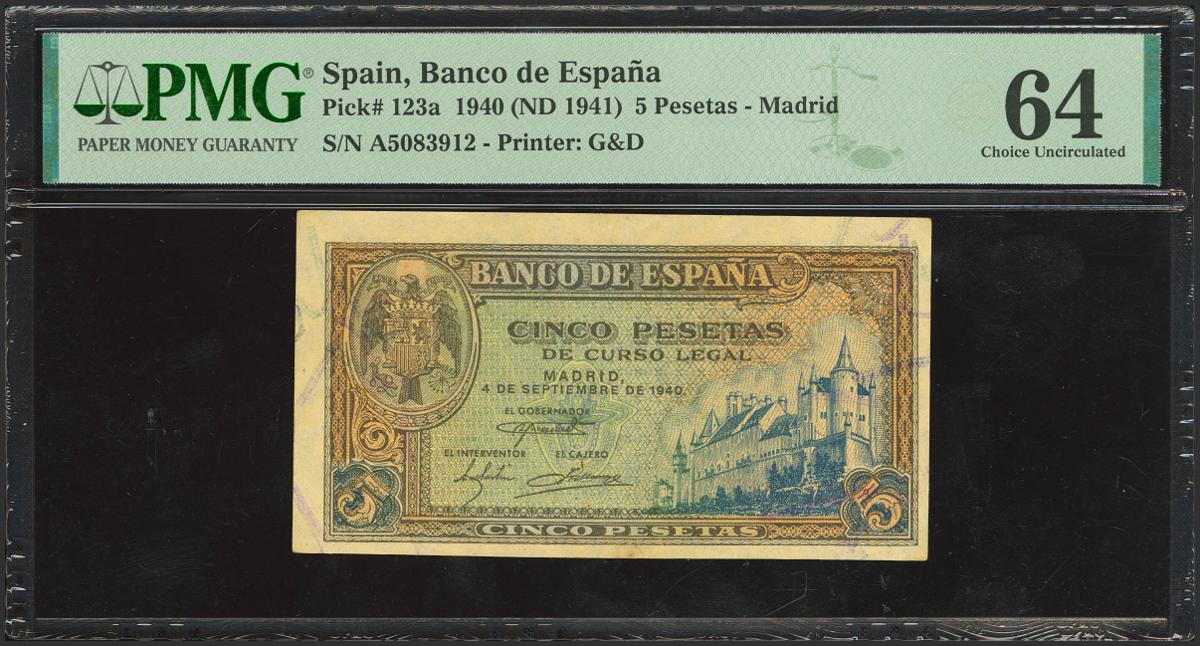 PMG®
PAPER MONEY GUARANTY
Spain, Banco de España
Pick# 123a 1940 (ND 1941) 5 Pesetas - Madrid
S/N A5083912 - Printer: G&D
64
Choice Uncirculated
BANCO DE ESPAÑA
CINCO PESETAS
DE CURSO LEGAL
MADRID,
4 DE SEPTIEMBRE DE 1940.
EL GOBERNADOR
EL INTERVENTOR EL CAJERO
5
5 5
CINCO PESETAS